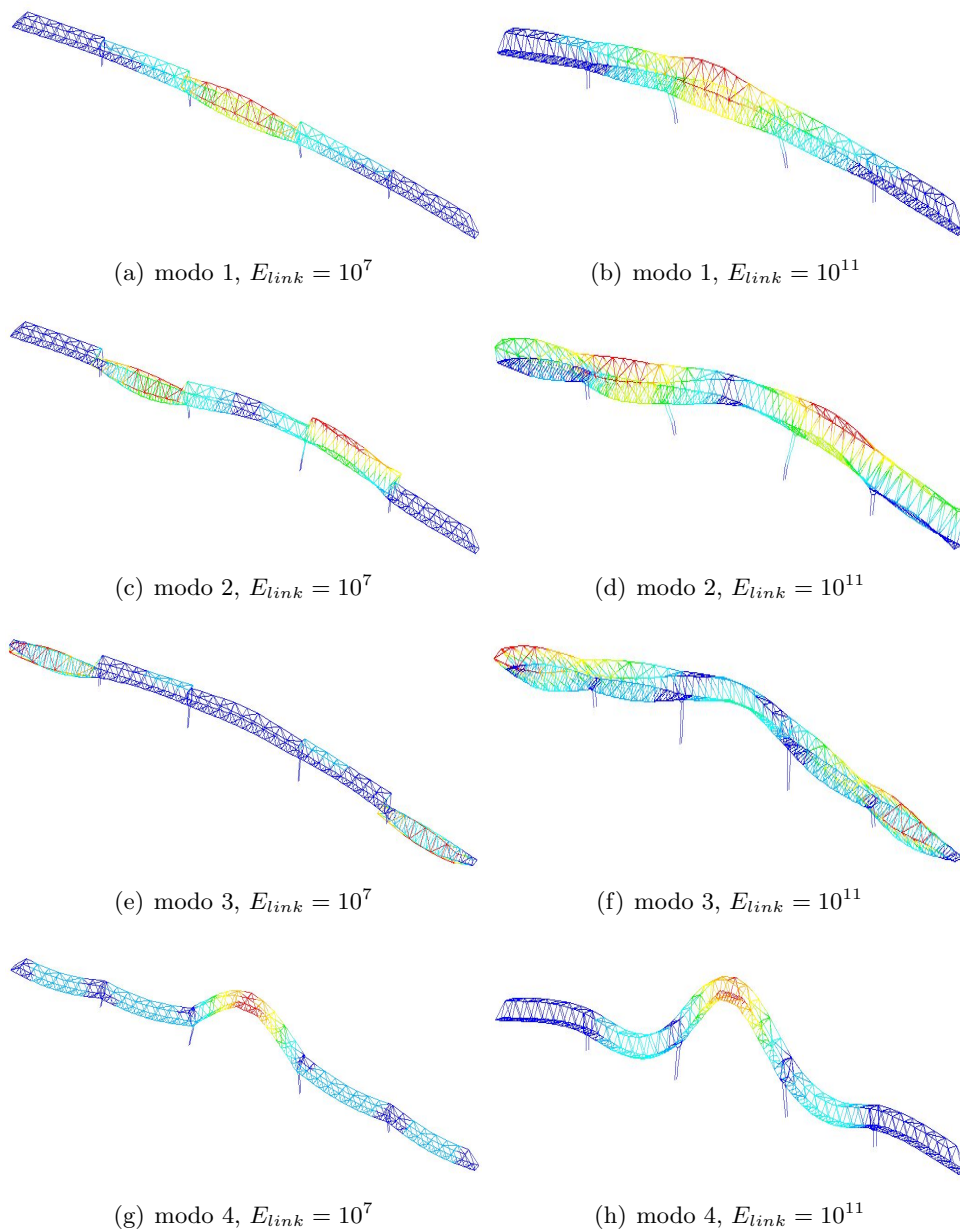 (a) modo 1, $E_{link} = 10^7$
(b) modo 1, $E_{link} = 10^{11}$
(c) modo 2, $E_{link} = 10^7$
(d) modo 2, $E_{link} = 10^{11}$
(e) modo 3, $E_{link} = 10^7$
(f) modo 3, $E_{link} = 10^{11}$
(g) modo 4, $E_{link} = 10^7$
(h) modo 4, $E_{link} = 10^{11}$